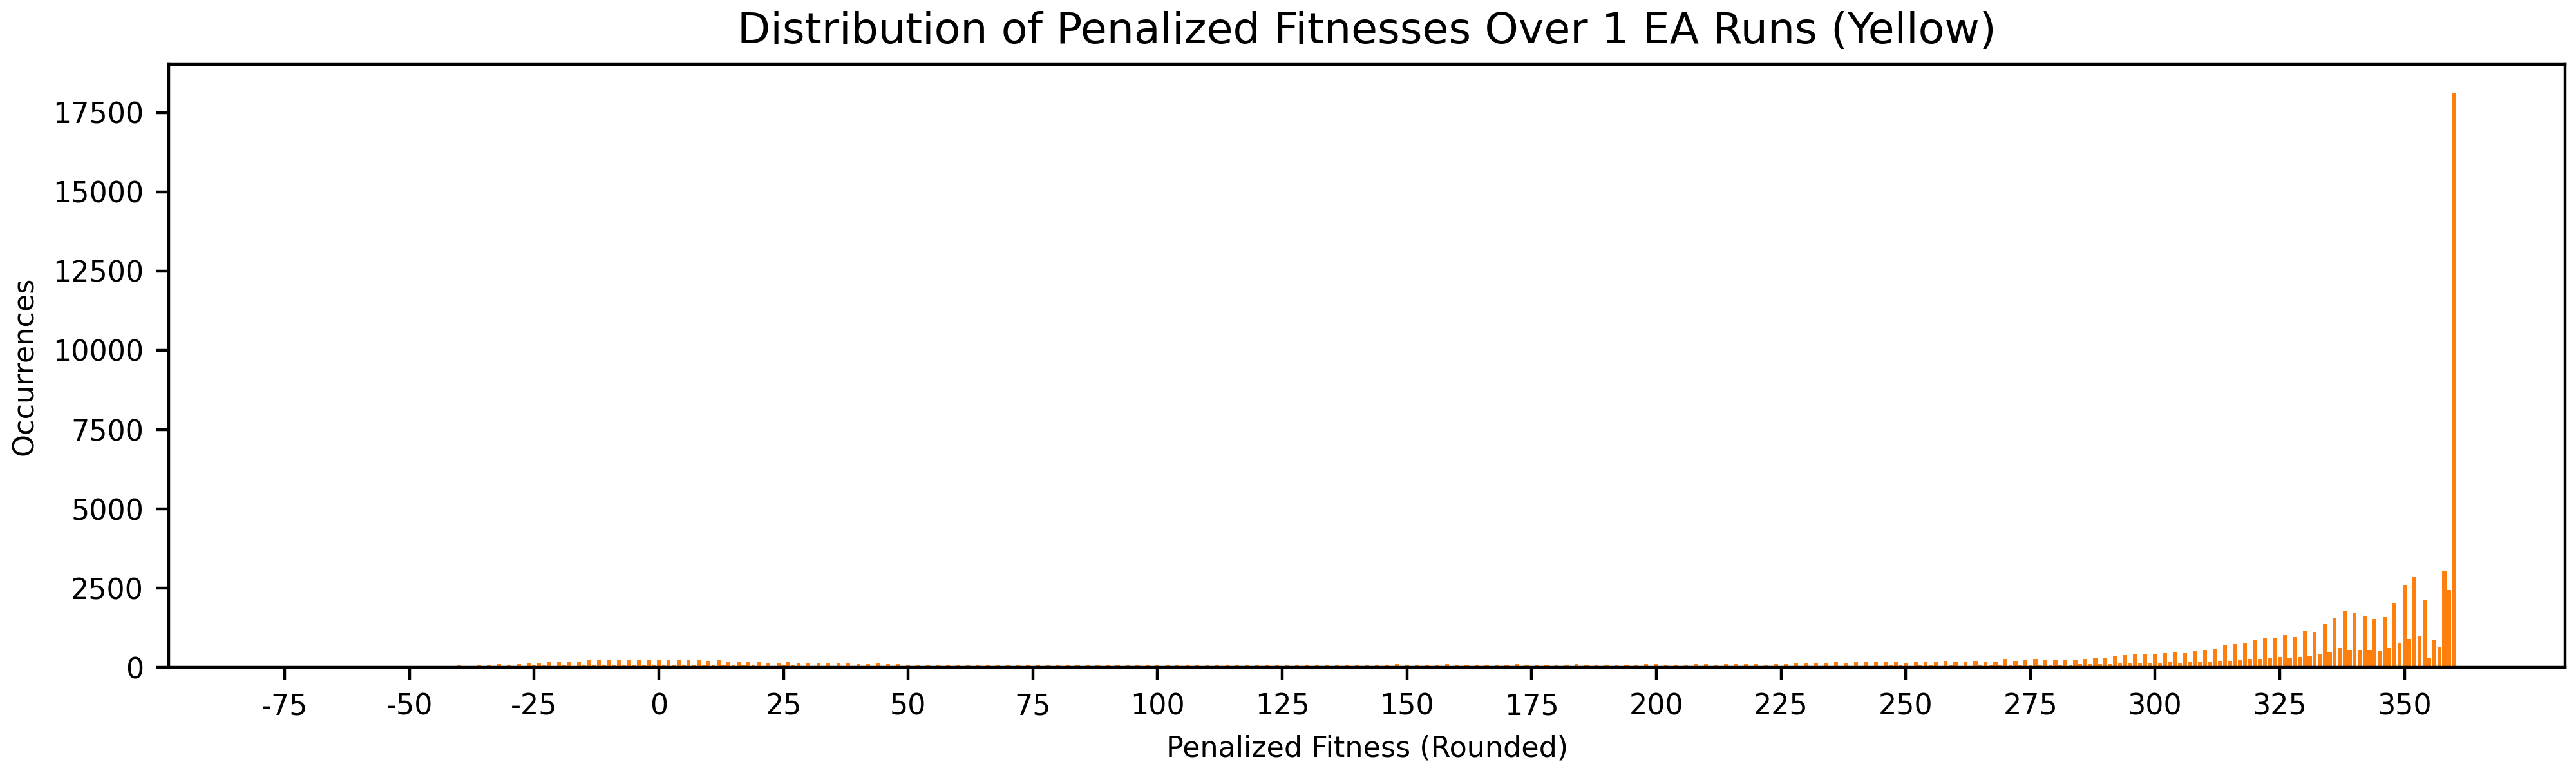 Distribution of Penalized Fitnesses Over 1 EA Runs (Yellow)
17500
15000
12500
10000
7500
5000
2500
0
Occurrences
-75 -50 -25 0 25 50 75 100 125 150 175 200 225 250 275 300 325 350
Penalized Fitness (Rounded)